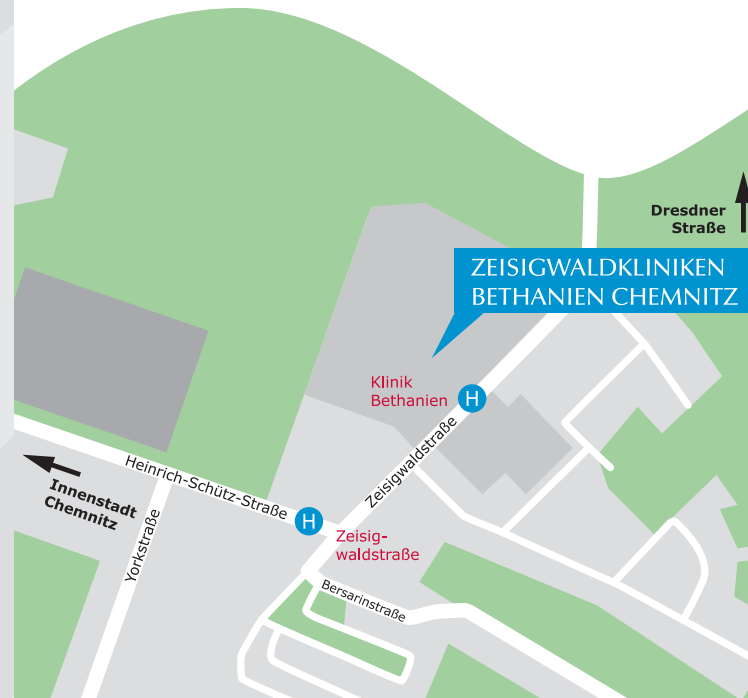 Dresdner
Straße
ZEISIGWALDKLINIKEN
BETHANIEN CHEMNITZ
Klinik
Bethanien
H
Zeisigwaldstraße
Heinrich-Schütz-Straße
Innenstadt
Chemnitz
H
Zeisig-
waldstraße
Yorkstraße
Bersarinstraße